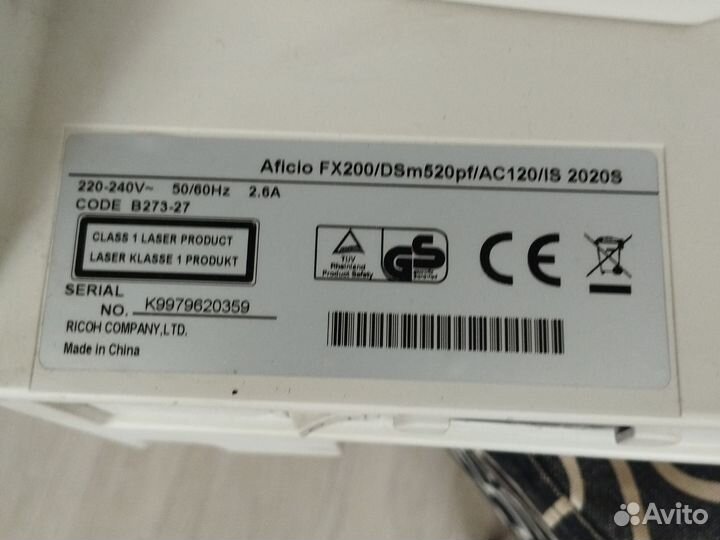 Aficio FX200/DSm520pf/AC120/IS 2020S
220-240V~ 50/60Hz 2.6A
CODE B273-27
CLASS 1 LASER PRODUCT
LASER KLASSE 1 PRODUKT
TÜV
Rheinland
Product Safety
GS
geprüfte
Sicherheit
CE
SERIAL
NO. K9979620359
RICOH COMPANY,LTD.
Made in China
Avito